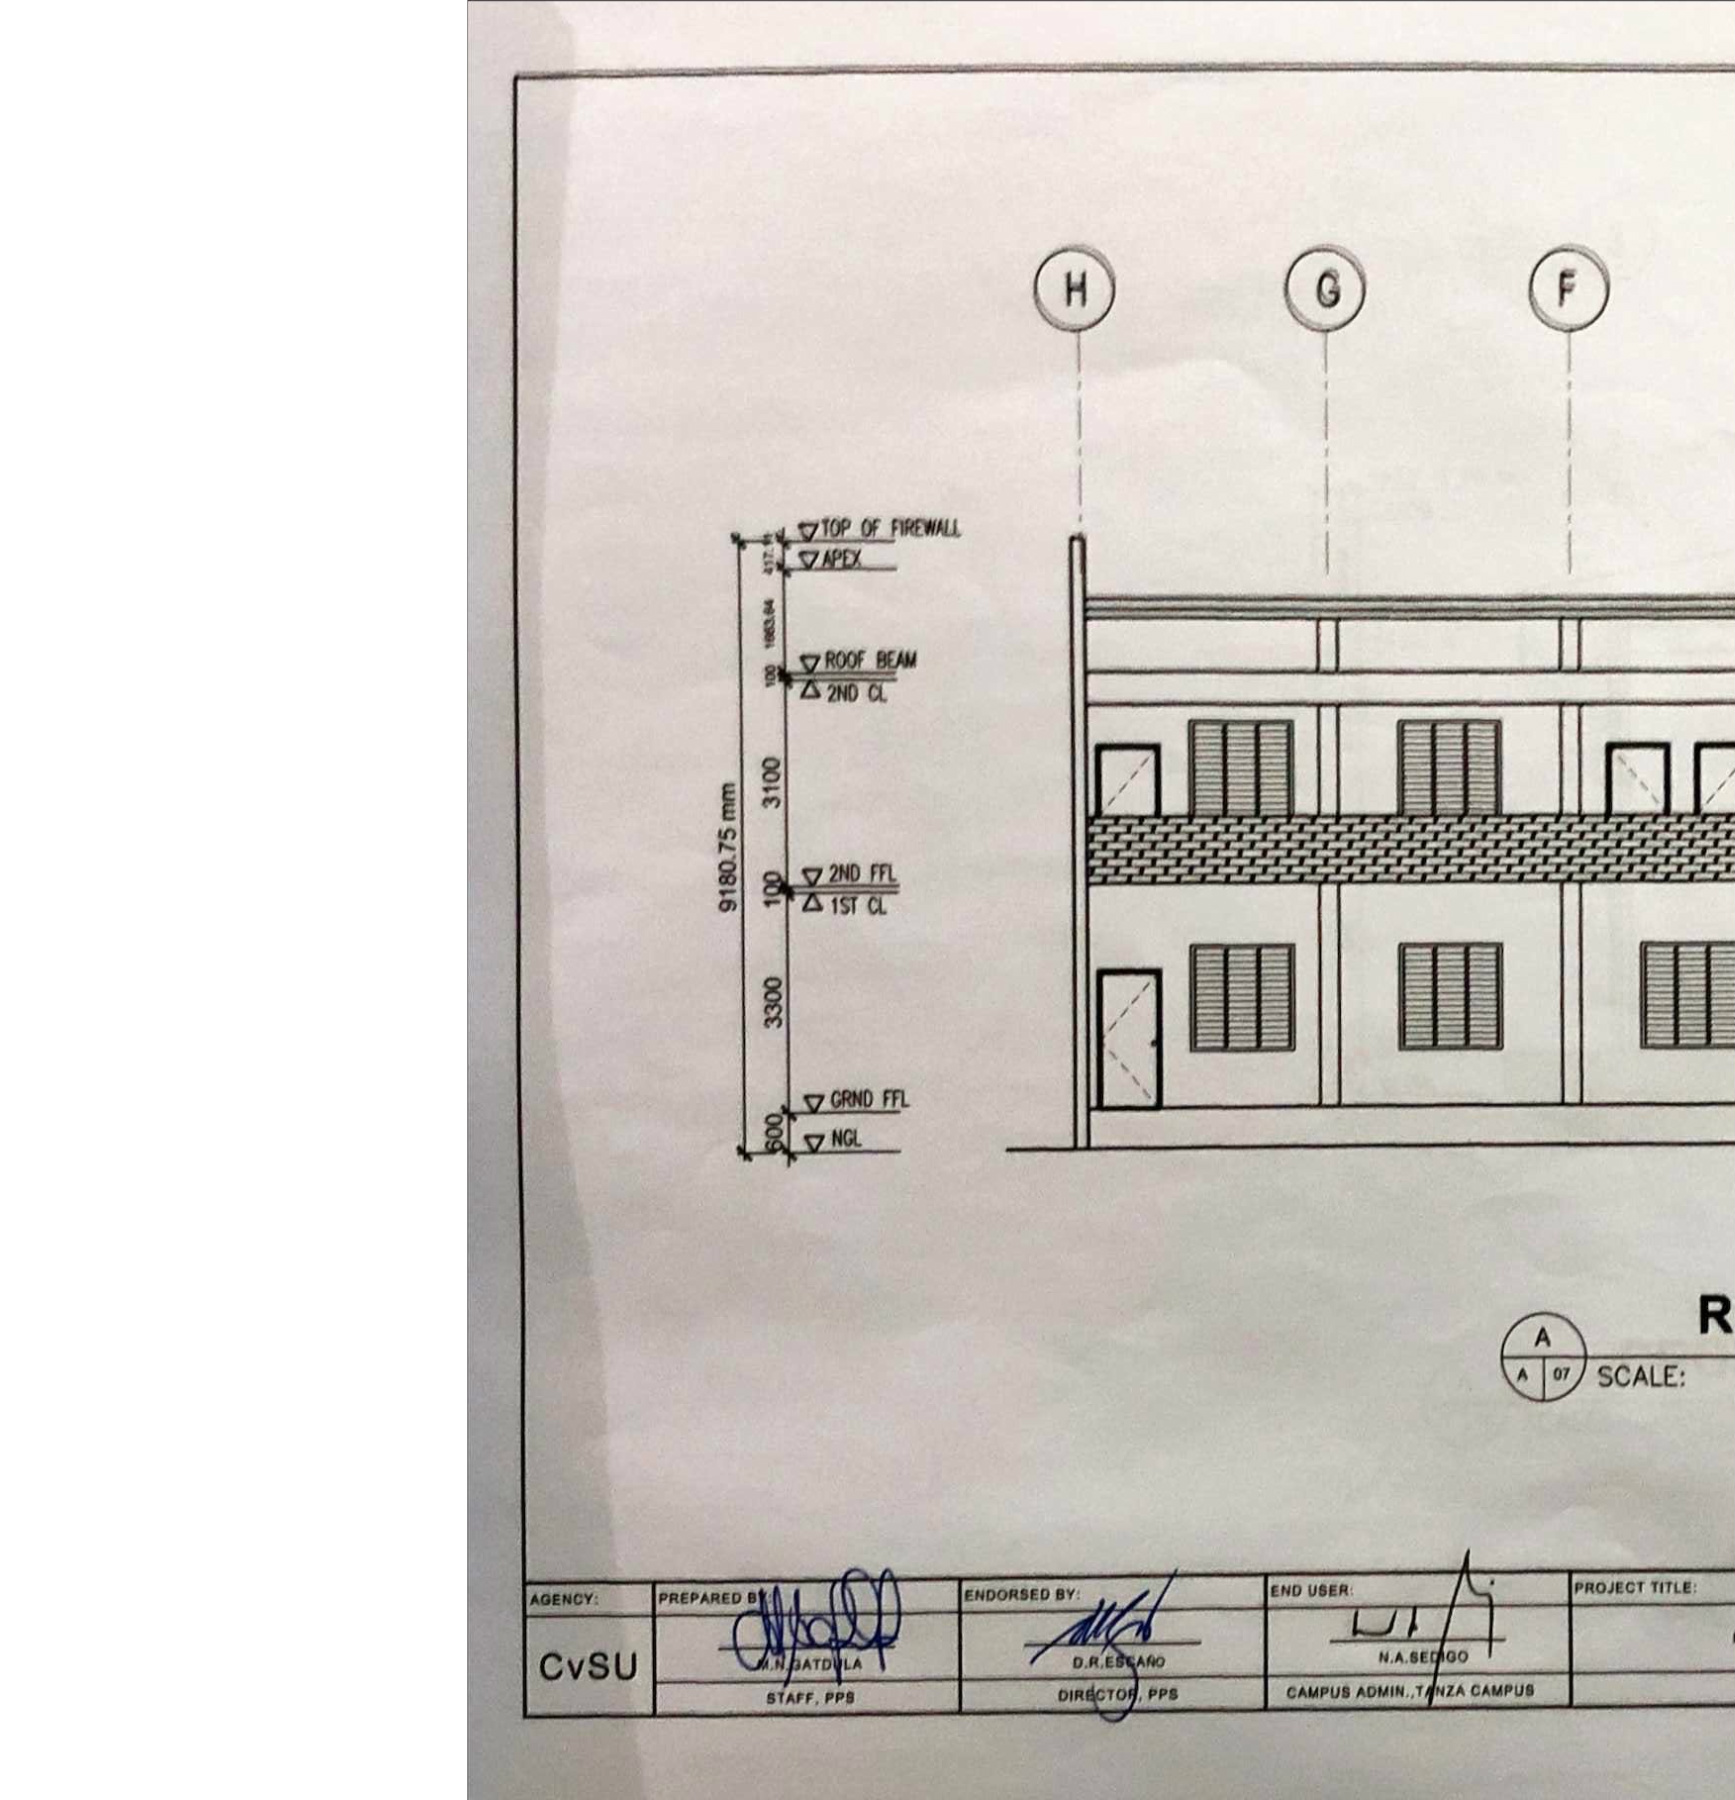 H
G
F
TOP OF FIREWALL
417.11
APEX
1663.64
ROOF BEAM
100
2ND CL
3100
9180.75 mm
2ND FFL
100
1ST CL
3300
GRND FFL
600
NGL
R
A
A 07
SCALE:
AGENCY:
PREPARED BY:
ENDORSED BY:
END USER:
PROJECT TITLE:
CvSU
M.N.GATDULA
D.R.ESCAÑO
N.A.SEDIGO
STAFF, PPS
DIRECTOR, PPS
CAMPUS ADMIN.,TANZA CAMPUS